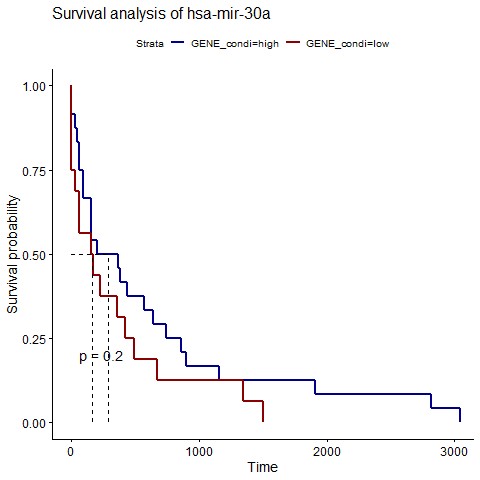 Survival analysis of hsa-mir-30a
Strata GENE_condi=high GENE_condi=low
1.00
0.75
0.50
0.25
0.00
Survival probability
p = 0.2
0 1000 2000 3000
Time